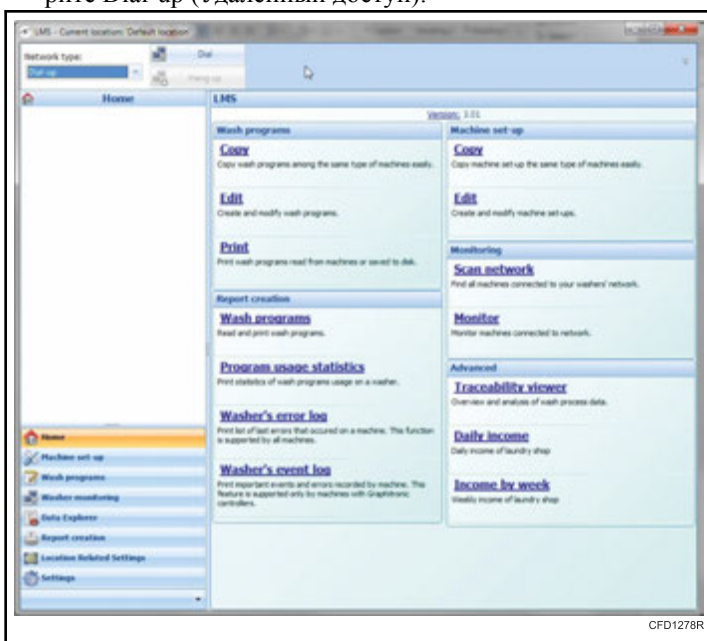 рите Dial-up (Удаленный доступ).
LMS - Current location: 'Default location'
Network type:
Dial-up
Dial
Hang up
Home
LMS
Version: 3.01
Wash programs
Copy
Copy wash programs among the same type of machines easily.
Edit
Create and modify wash programs.
Print
Print wash programs read from machines or saved to disk.
Report creation
Wash programs
Read and print wash programs.
Program usage statistics
Print statistics of wash programs usage on a washer.
Washer's error log
Print list of last errors that occured on a machine. The function
is supported by all machines.
Washer's event log
Print important events and errors recorded by machine. The
feature is supported only by machines with Graphitronic
controllers.
Machine set-up
Copy
Copy machine set-up the same type of machines easily.
Edit
Create and modify machine set-ups.
Monitoring
Scan network
Find all machines connected to your washers' network.
Monitor
Monitor machines connected to network.
Advanced
Traceability viewer
Overview and analysis of wash process data.
Daily income
Daily income of laundry shop
Income by week
Weekly income of laundry shop
Home
Machine set-up
Wash programs
Washer monitoring
Data Explorer
Report creation
Location Related Settings
Settings
CFD1278R